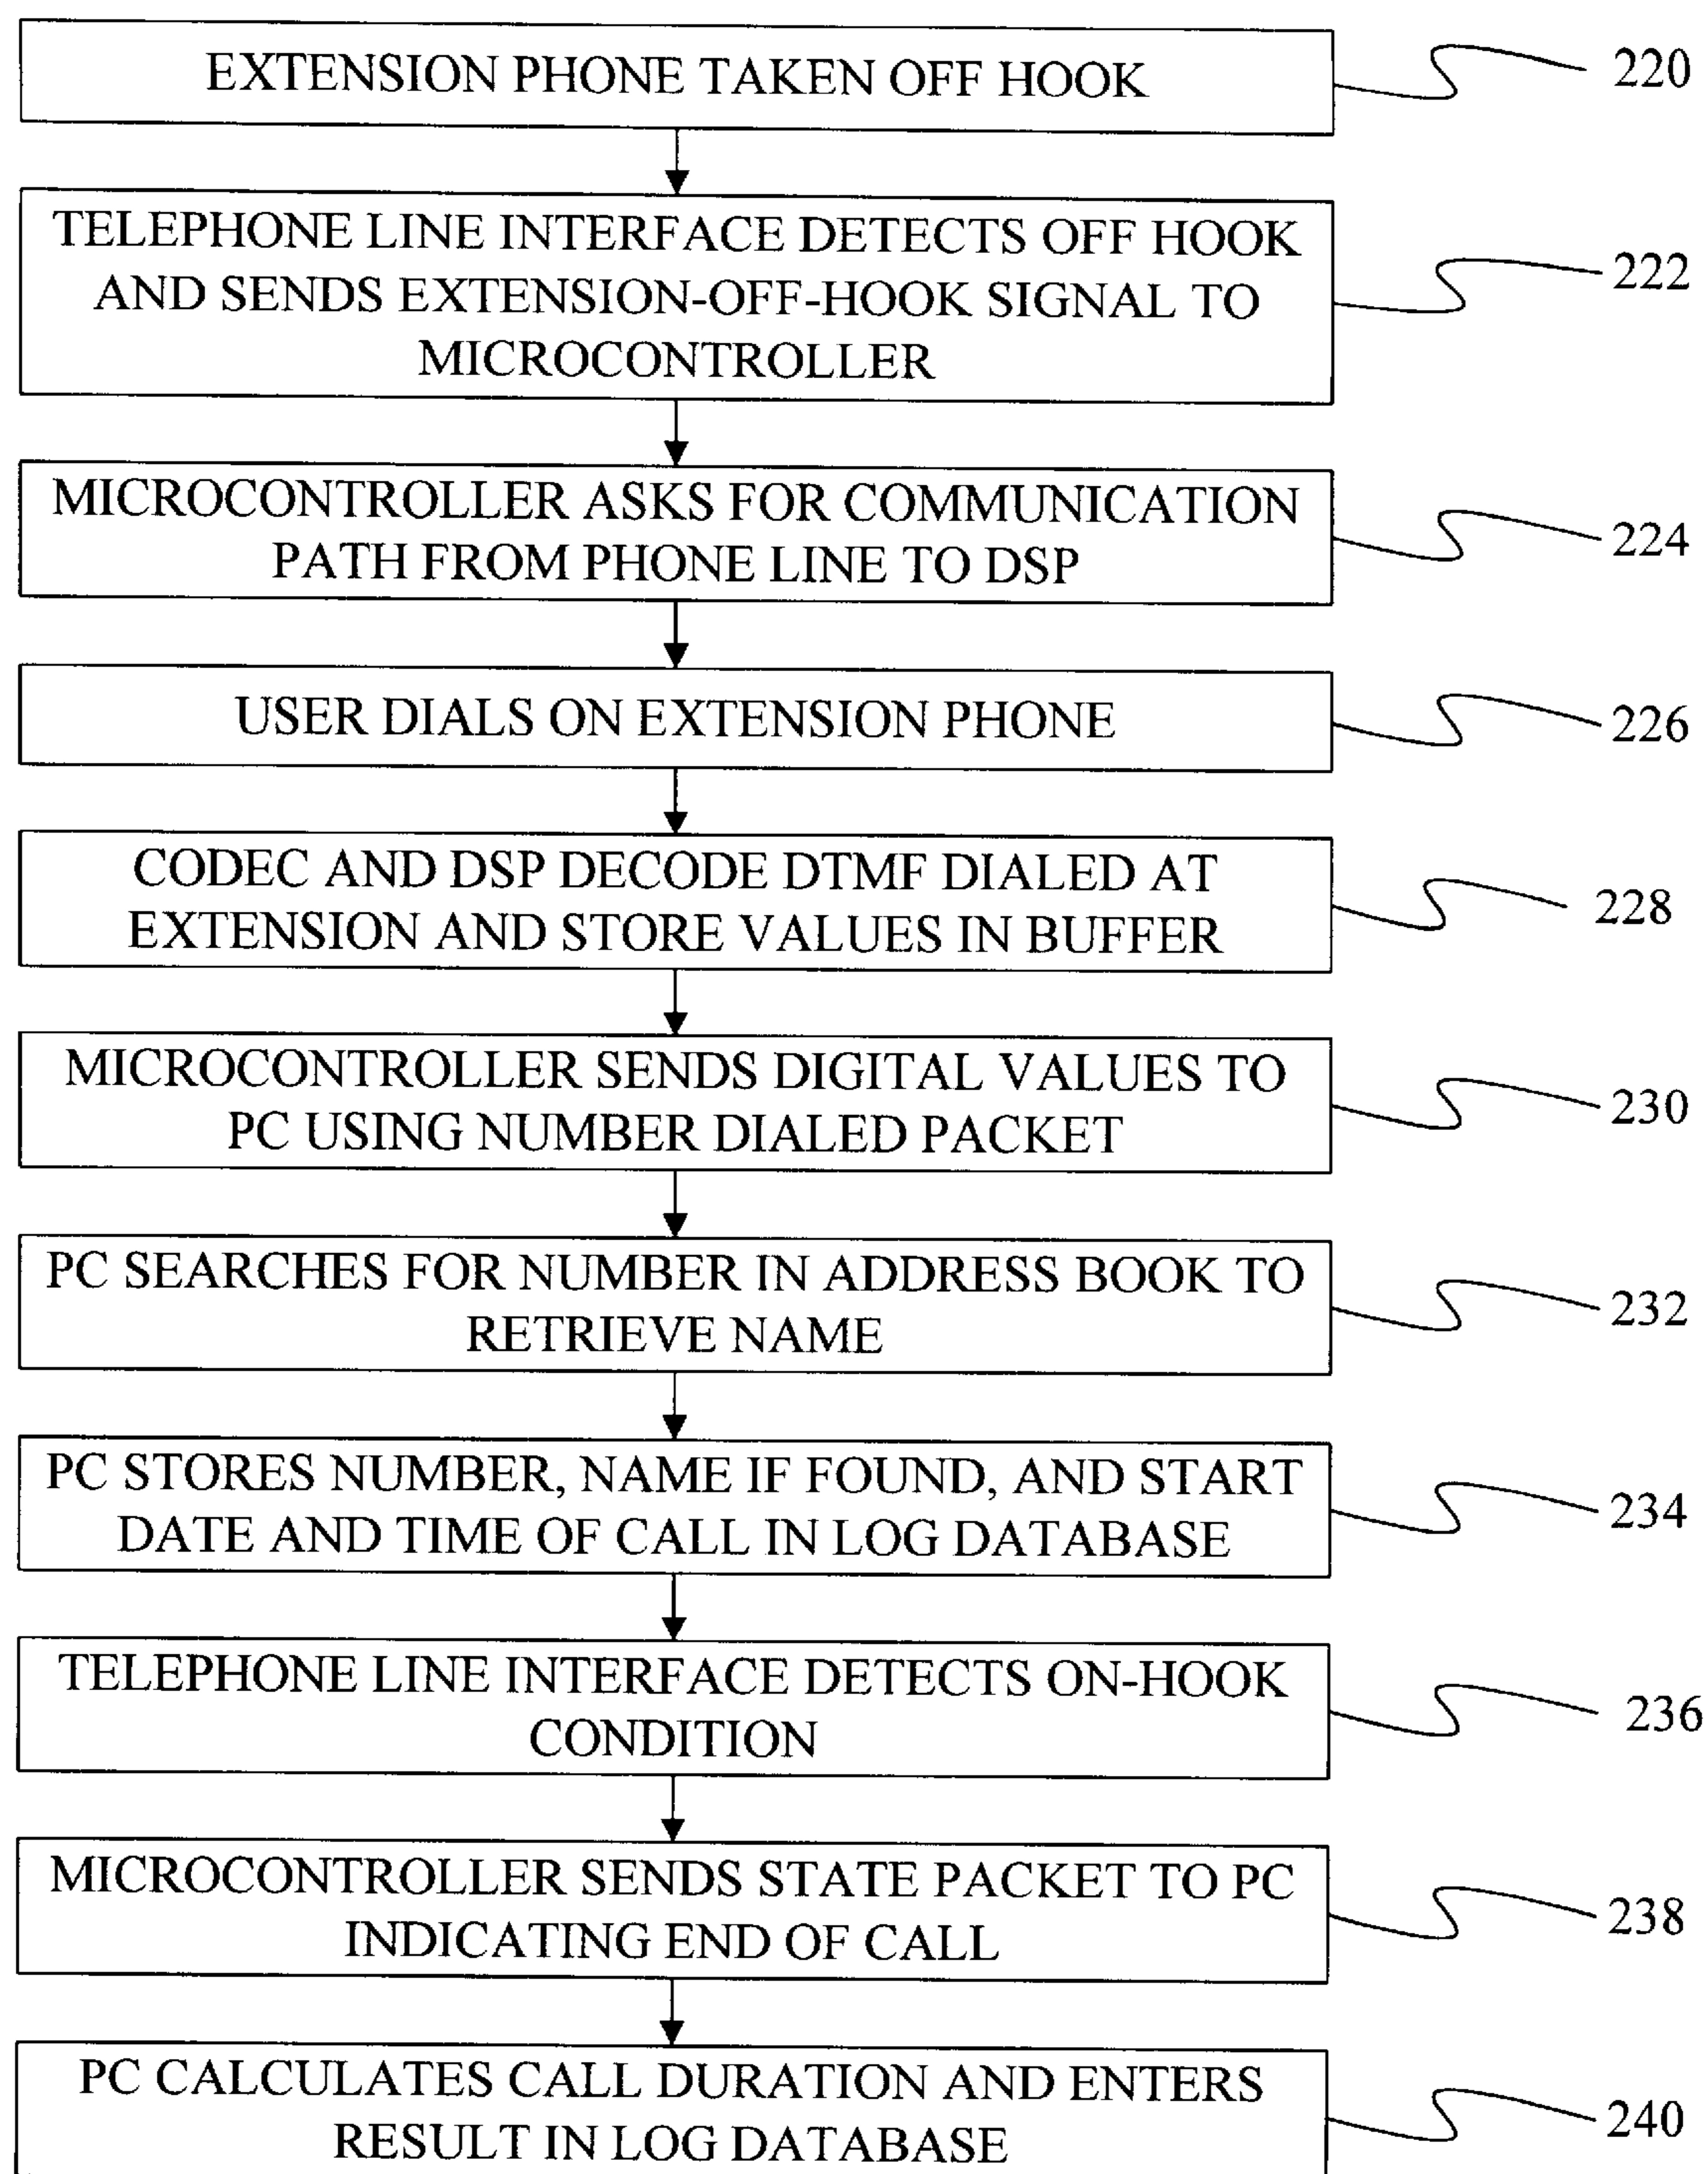 EXTENSION PHONE TAKEN OFF HOOK
220
TELEPHONE LINE INTERFACE DETECTS OFF HOOK
AND SENDS EXTENSION-OFF-HOOK SIGNAL TO
MICROCONTROLLER
222
MICROCONTROLLER ASKS FOR COMMUNICATION
PATH FROM PHONE LINE TO DSP
224
USER DIALS ON EXTENSION PHONE
226
CODEC AND DSP DECODE DTMF DIALED AT
EXTENSION AND STORE VALUES IN BUFFER
228
MICROCONTROLLER SENDS DIGITAL VALUES TO
PC USING NUMBER DIALED PACKET
230
PC SEARCHES FOR NUMBER IN ADDRESS BOOK TO
RETRIEVE NAME
232
PC STORES NUMBER, NAME IF FOUND, AND START
DATE AND TIME OF CALL IN LOG DATABASE
234
TELEPHONE LINE INTERFACE DETECTS ON-HOOK
CONDITION
236
MICROCONTROLLER SENDS STATE PACKET TO PC
INDICATING END OF CALL
238
PC CALCULATES CALL DURATION AND ENTERS
RESULT IN LOG DATABASE
240